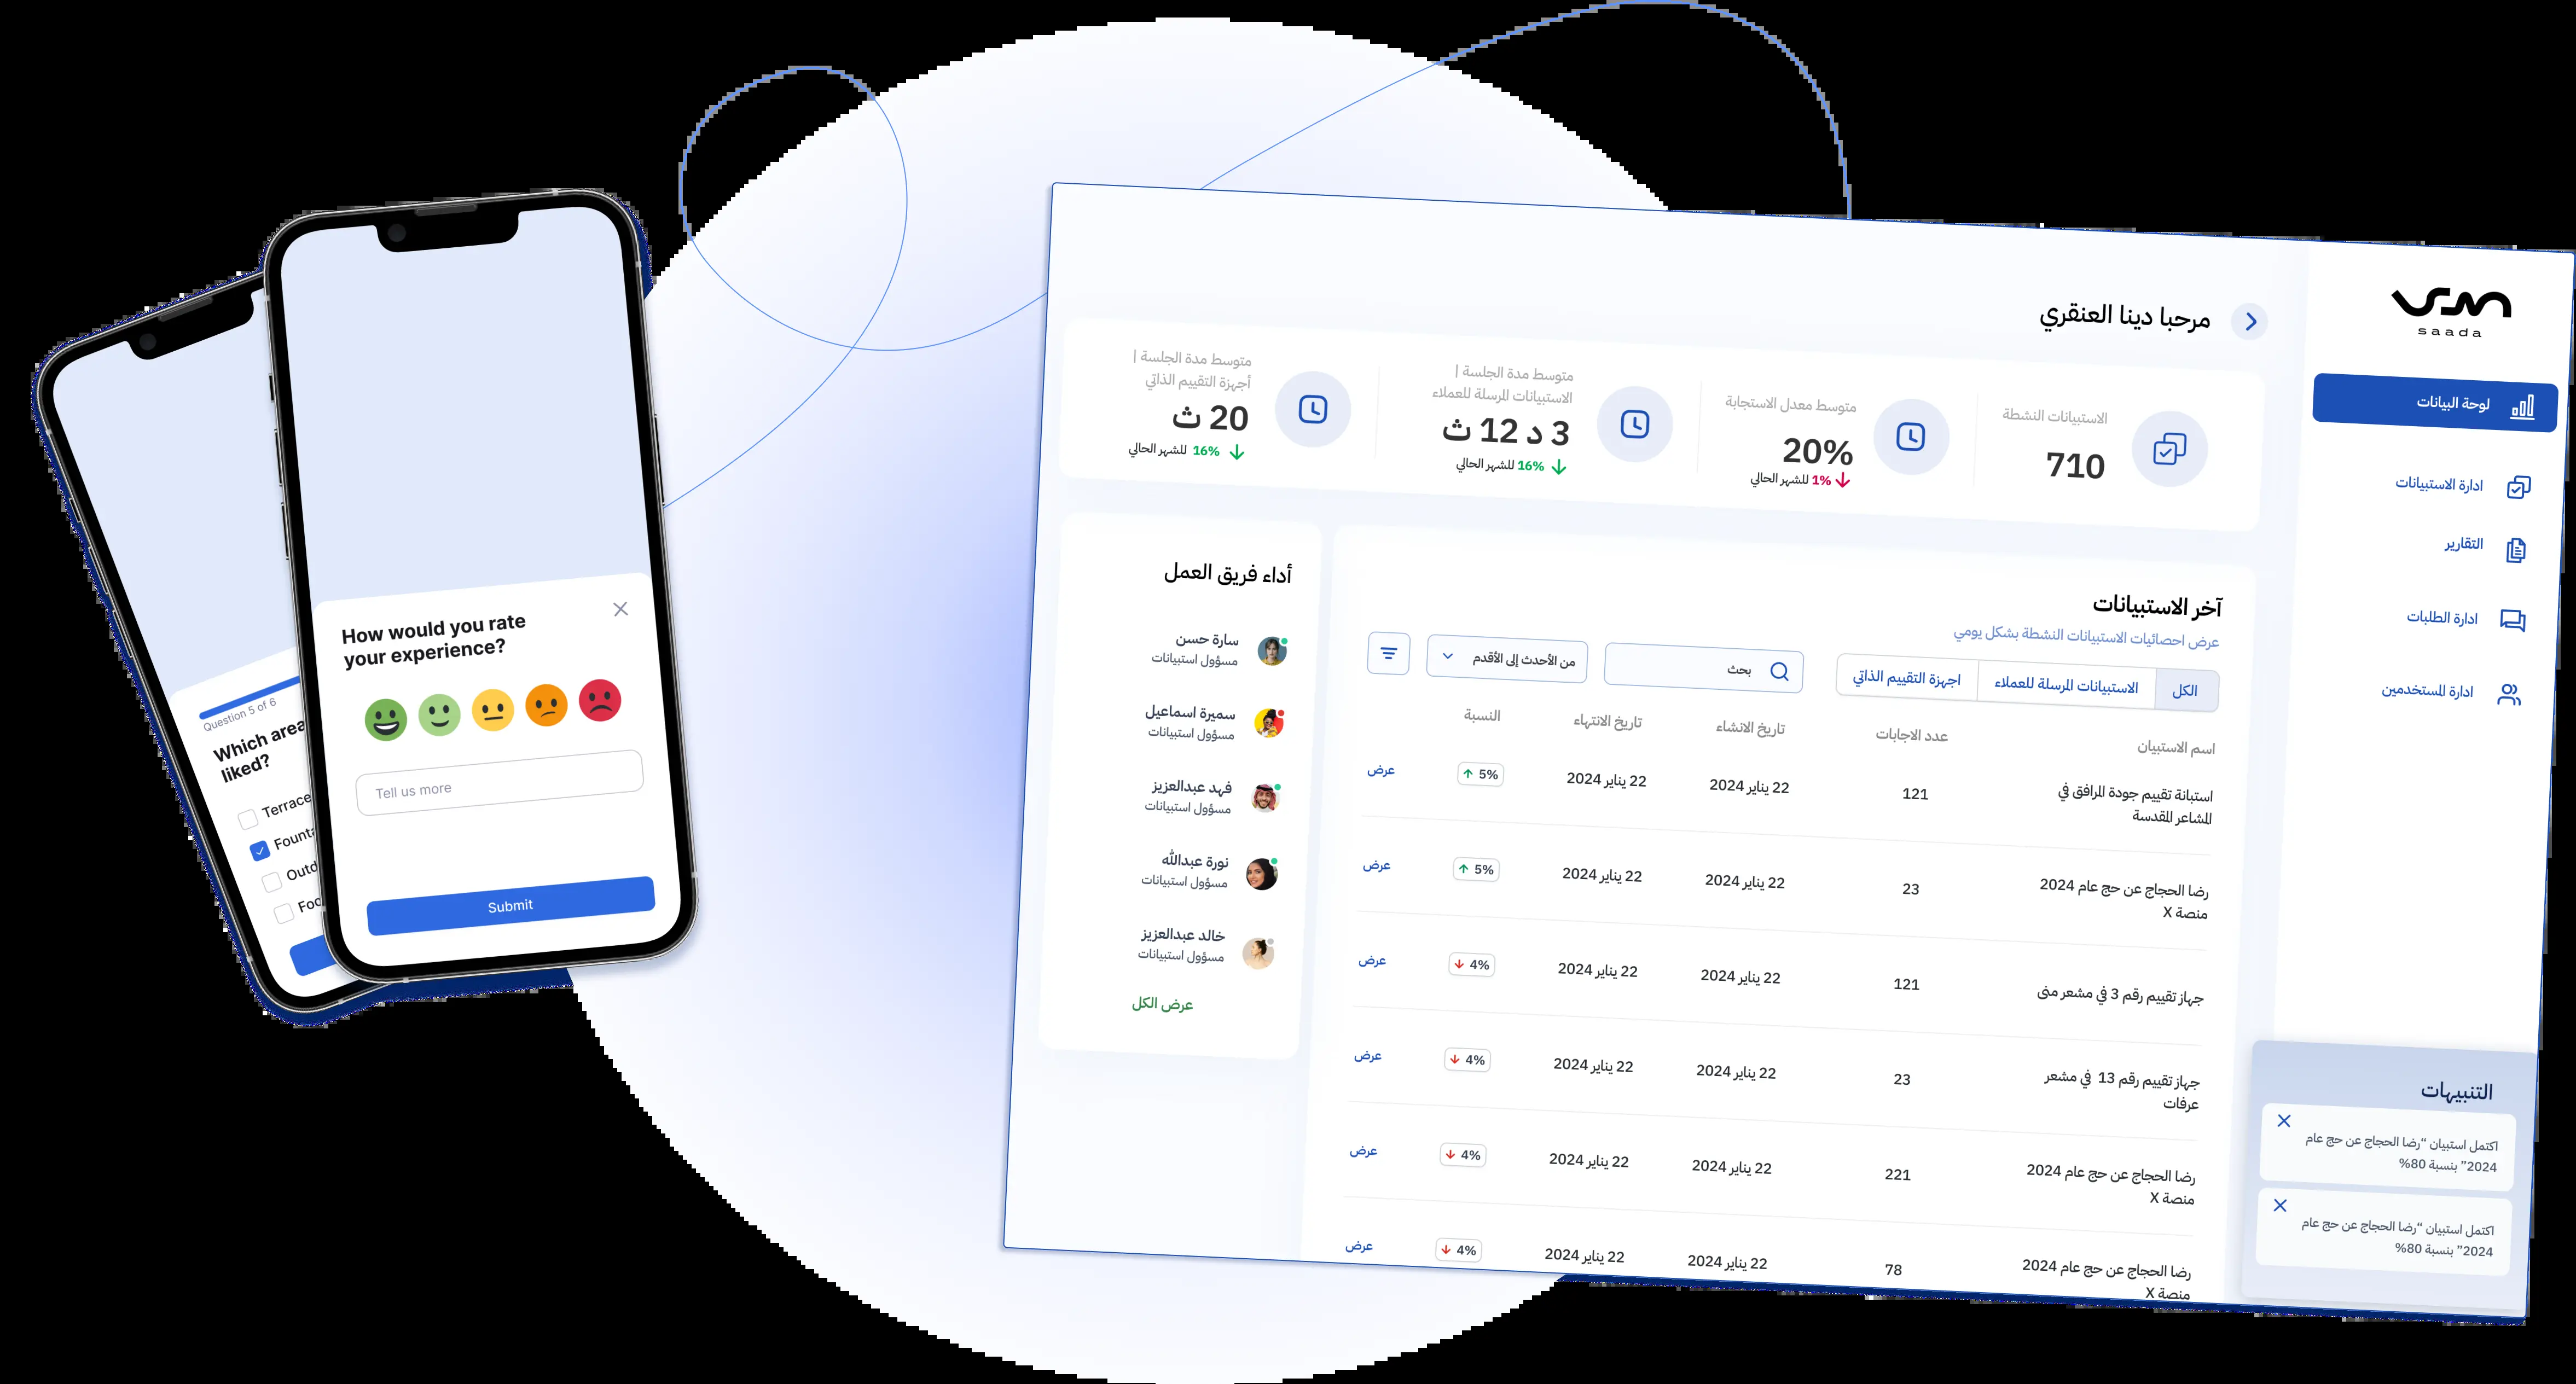 How would you rate
your experience?
Tell us more
Submit
Question 5 of 6
Which area
liked?
Terrace
saada
لوحة البيانات
ادارة الاستبيانات
التقارير
ادارة الطلبات
ادارة المستخدمين
التنبيهات
اكتمل استبيان "رضا الحجاج عن حج عام
2024" بنسبة 80%
اكتمل استبيان "رضا الحجاج عن حج عام
2024" بنسبة 80%
مرحبا دينا العنقري
الاستبيانات النشطة
710
متوسط معدل الاستجابة
20%
1% للشهر الحالي
متوسط مدة الجلسة |
الاستبيانات المرسلة للعملاء
3 د 12 ث
16% للشهر الحالي
متوسط مدة الجلسة |
أجهزة التقييم الذاتي
20 ث
16% للشهر الحالي
آخر الاستبيانات
عرض احصائيات الاستبيانات النشطة بشكل يومي
الكل الاستبيانات المرسلة للعملاء اجهزة التقييم الذاتي
بحث
من الأحدث إلى الأقدم
اسم الاستبيان عدد الاجابات تاريخ الانشاء تاريخ الانتهاء النسبة
استبانة تقييم جودة المرافق في
المشاعر المقدسة
121 22 يناير 2024 22 يناير 2024 5% عرض
رضا الحجاج عن حج عام 2024
منصة X
23 22 يناير 2024 22 يناير 2024 5% عرض
جهاز تقييم رقم 3 في مشعر منى
121 22 يناير 2024 22 يناير 2024 4% عرض
جهاز تقييم رقم 13 في مشعر
عرفات
23 22 يناير 2024 22 يناير 2024 4% عرض
رضا الحجاج عن حج عام 2024
منصة X
221 22 يناير 2024 22 يناير 2024 4% عرض
رضا الحجاج عن حج عام 2024
منصة X
78 22 يناير 2024 22 يناير 2024 4% عرض
أداء فريق العمل
سارة حسن
مسؤول استبيانات
سميرة اسماعيل
مسؤول استبيانات
فهد عبدالعزيز
مسؤول استبيانات
نورة عبدالله
مسؤول استبيانات
خالد عبدالعزيز
مسؤول استبيانات
عرض الكل